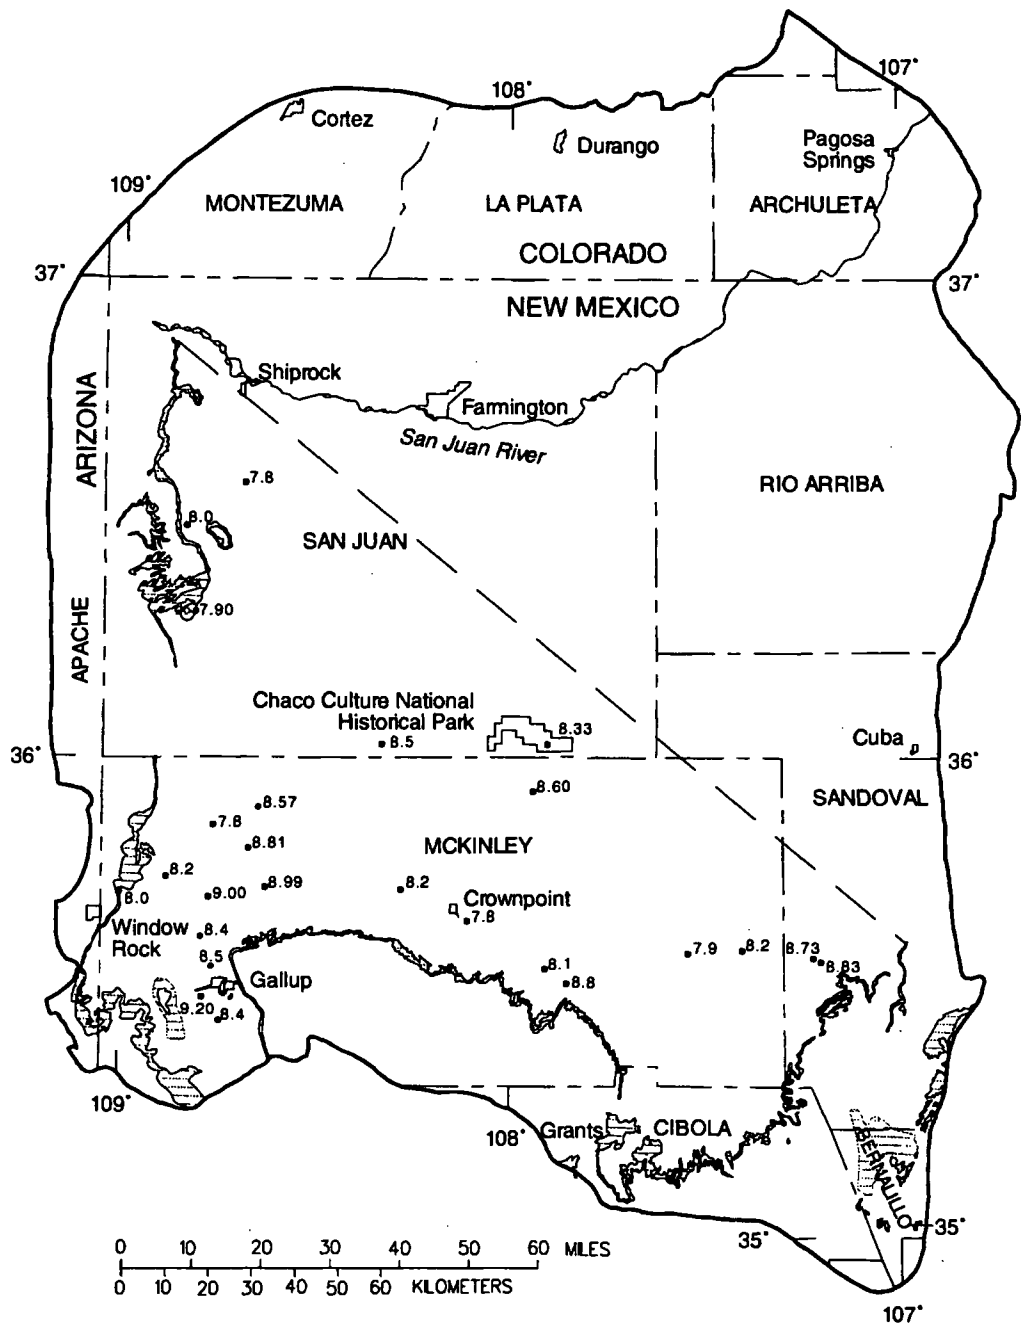 107°
108°
Cortez
Durango
Pagosa
Springs
109°
MONTEZUMA
LA PLATA
ARCHULETA
COLORADO
37°
37°
NEW MEXICO
ARIZONA
Shiprock
Farmington
San Juan River
7.8
RIO ARRIBA
8.0
SAN JUAN
APACHE
7.90
Chaco Culture National
Historical Park
8.5
8.33
Cuba
36°
36°
8.60
SANDOVAL
8.57
7.8
8.81
MCKINLEY
8.2
8.99
8.2
8.0
9.00
Crownpoint
7.8
Window
Rock
8.4
7.9
8.2
8.73
8.5
8.1
8.83
Gallup
8.8
9.20
8.4
109°
108°
Grants
CIBOLA
BERNALILLO
35°
35°
0 10 20 30 40 50 60 MILES
0 10 20 30 40 50 60 KILOMETERS
107°